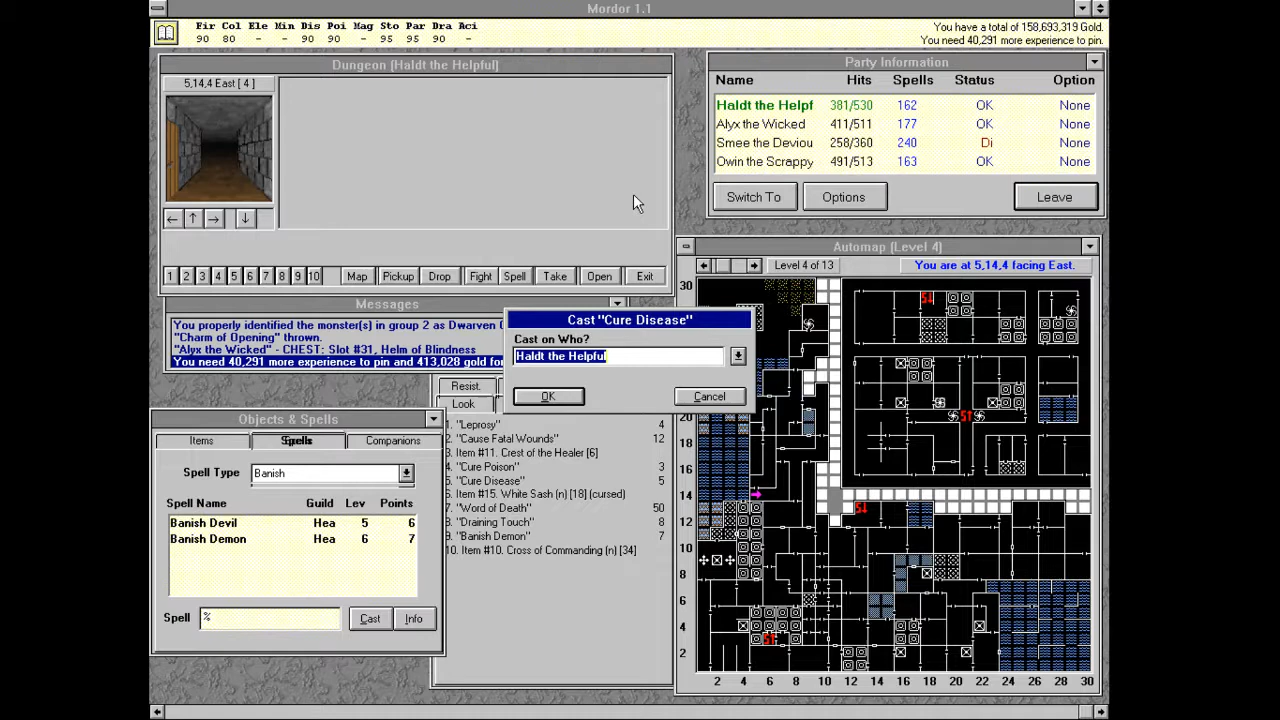 Mordor 1.1
Fir Col Ele Min Dis Poi Mag Sto Par Dra Aci
90 80 - - 90 90 - 95 95 90 -
You have a total of 158,693,319 Gold.
You need 40,291 more experience to pin.
Dungeon [Haldt the Helpful]
5,14,4 East [ 4 ]
1 2 3 4 5 6 7 8 9 10 Map Pickup Drop Fight Spell Take Open Exit
Party Information
Name Hits Spells Status Option
Haldt the Helpf 381/530 162 OK None
Alyx the Wicked 411/511 177 OK None
Smee the Deviou 258/360 240 Di None
Owin the Scrappy 491/513 163 OK None
Switch To Options Leave
Messages
You properly identified the monster(s) in group 2 as Dwarven
"Charm of Opening" thrown.
"Alyx the Wicked" - CHEST: Slot #31, Helm of Blindness
You need 40,291 more experience to pin and 413,028 gold for
Cast "Cure Disease"
Cast on Who?
Haldt the Helpful
OK Cancel
Resist.
Look
1. "Leprosy" 4
2. "Cause Fatal Wounds" 12
3. Item #11. Crest of the Healer [6]
4. "Cure Poison" 3
5. "Cure Disease" 5
6. Item #15. White Sash (n) [18] (cursed)
7. "Word of Death" 50
8. "Draining Touch" 8
9. "Banish Demon" 7
10. Item #10. Cross of Commanding (n) [34]
Objects & Spells
Items Spells Companions
Spell Type Banish
Spell Name Guild Lev Points
Banish Devil Hea 5 6
Banish Demon Hea 6 7
Spell % Cast Info
Automap (Level 4)
Level 4 of 13
You are at 5,14,4 facing East.
30
20
18
16
14
12
10
8
6
4
2
2 4 6 8 10 12 14 16 18 20 22 24 26 28 30